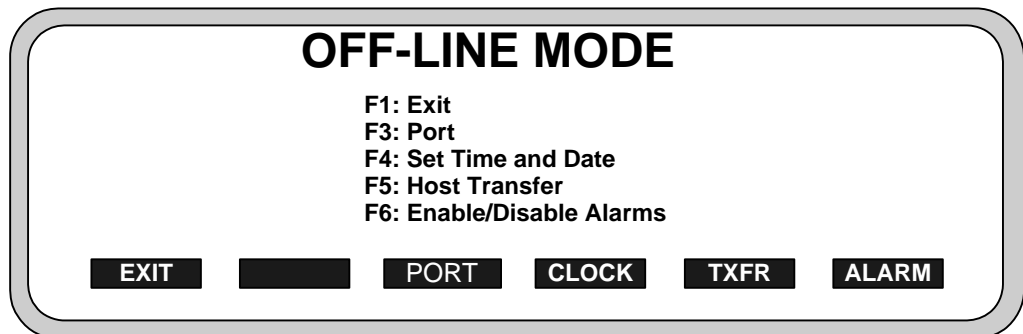 OFF-LINE MODE
F1: Exit
F3: Port
F4: Set Time and Date
F5: Host Transfer
F6: Enable/Disable Alarms
EXIT PORT CLOCK TXFR ALARM